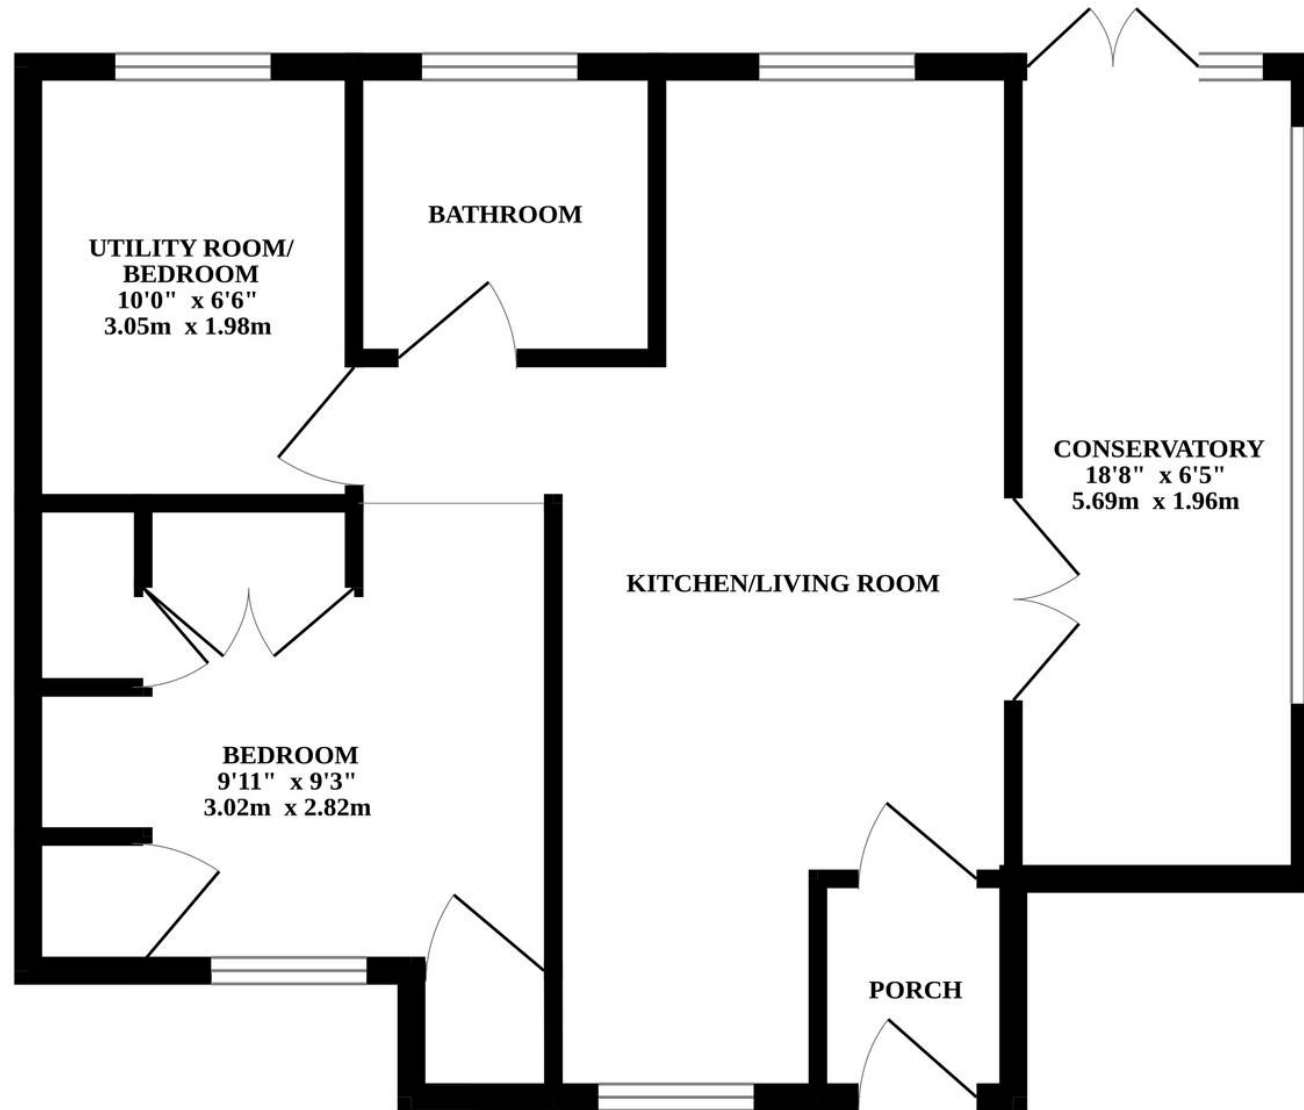 BATHROOM
UTILITY ROOM/
BEDROOM
10'0" x 6'6"
3.05m x 1.98m
CONSERVATORY
18'8" x 6'5"
5.69m x 1.96m
KITCHEN/LIVING ROOM
BEDROOM
9'11" x 9'3"
3.02m x 2.82m
PORCH